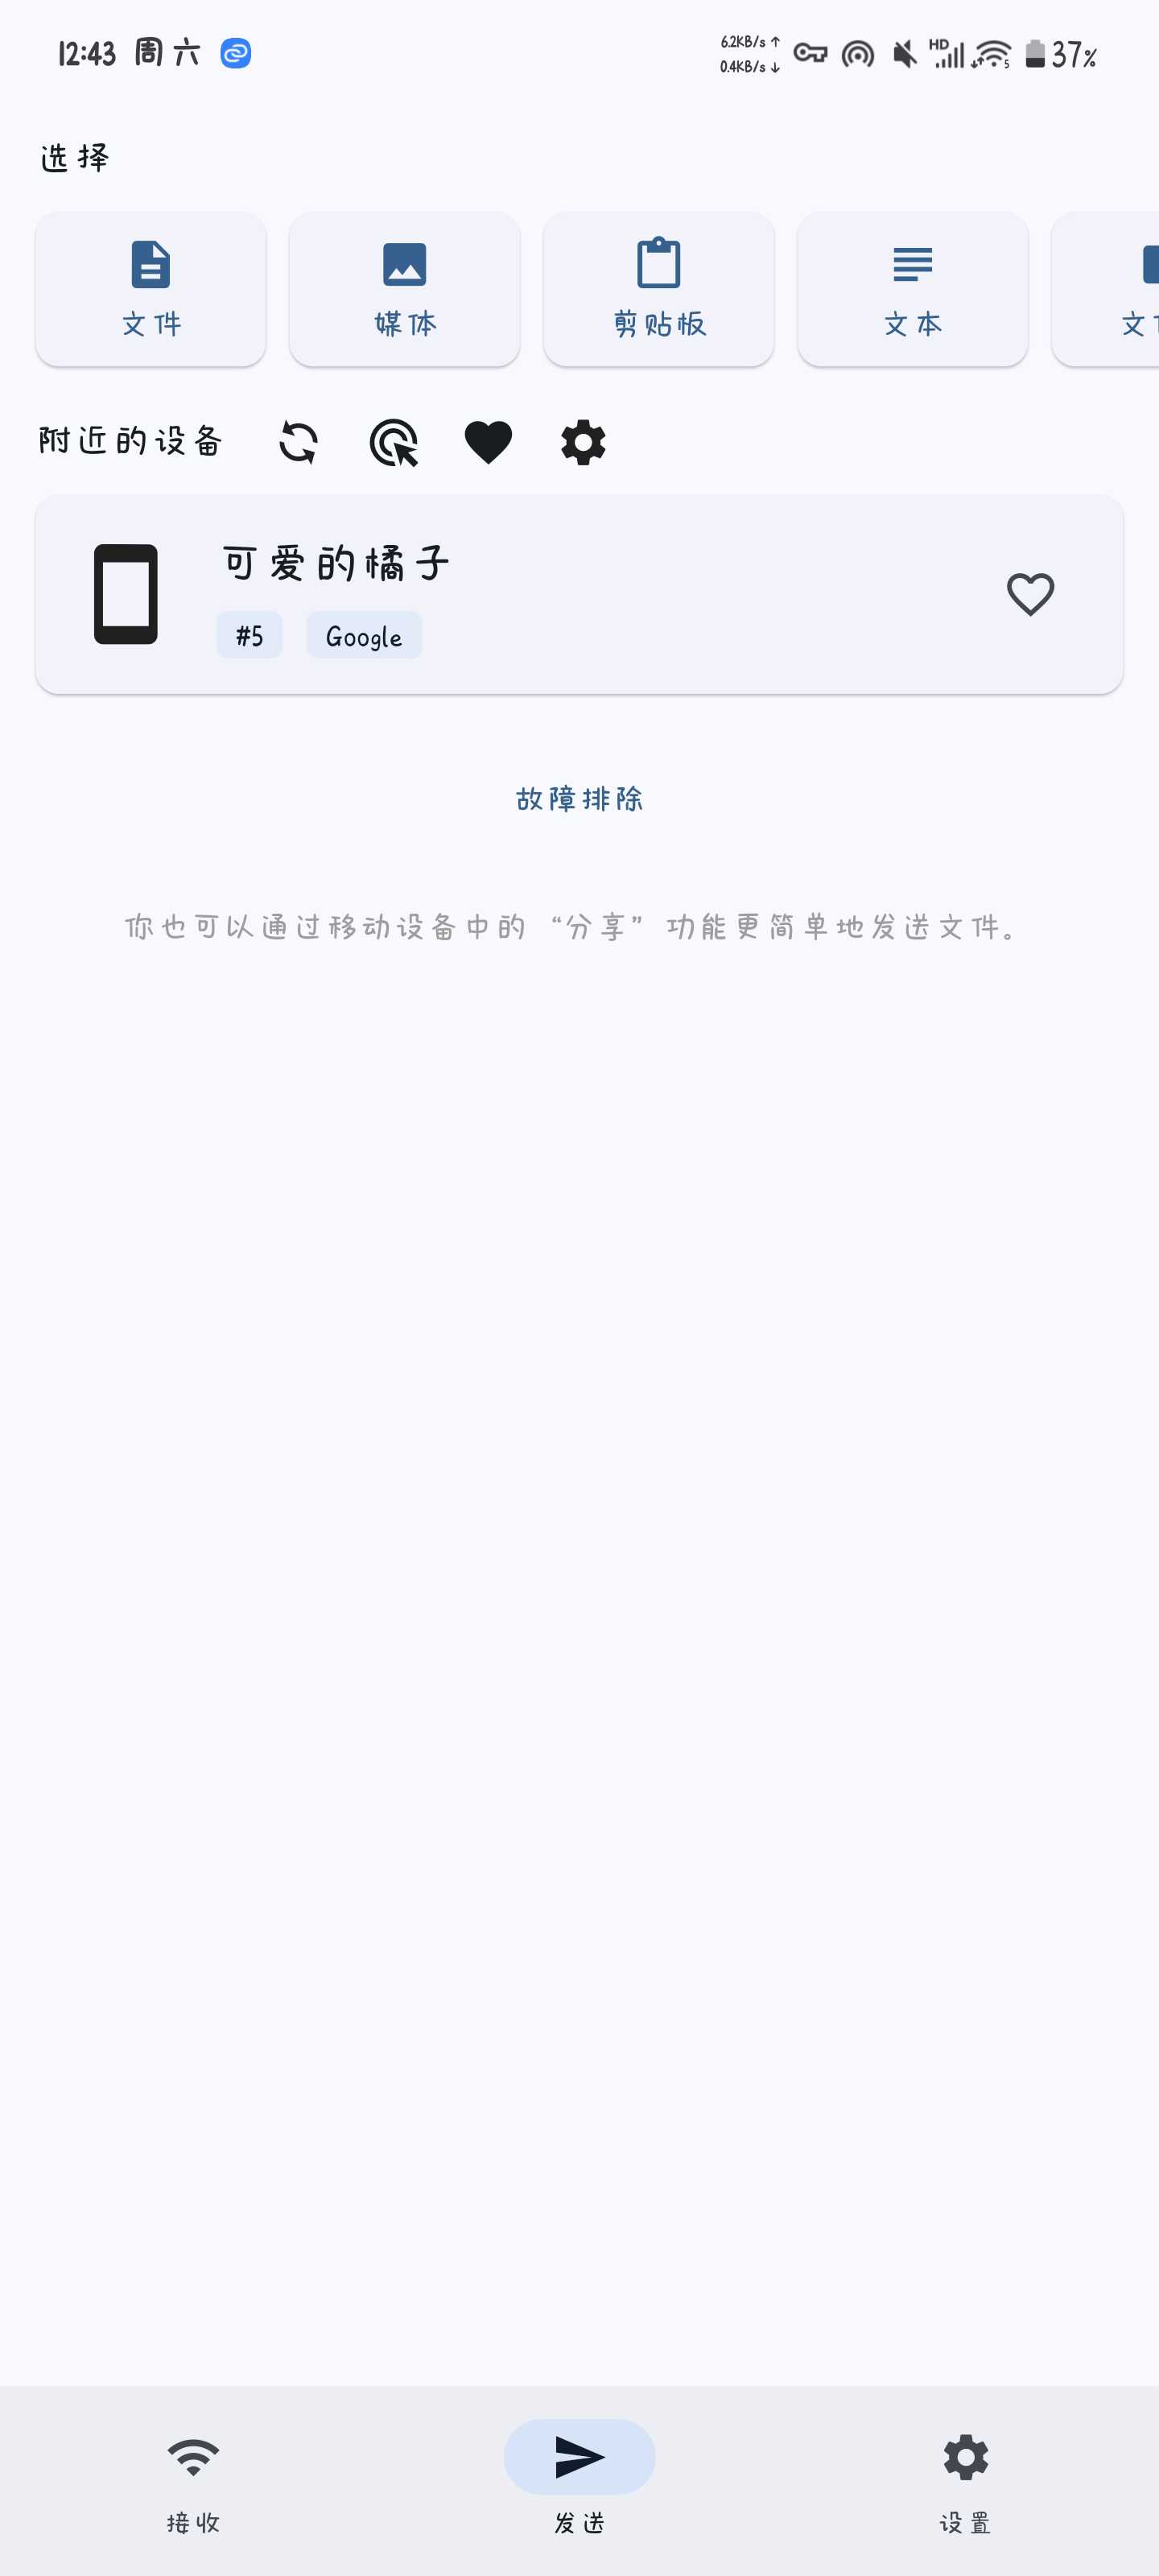 12:43 周六
6.2KB/s ↑
0.4KB/s ↓
HD
5
37%
选择
文件
媒体
剪贴板
文本
文
附近的设备
可爱的橘子
#5
Google
故障排除
你也可以通过移动设备中的“分享”功能更简单地发送文件。
接收
发送
设置